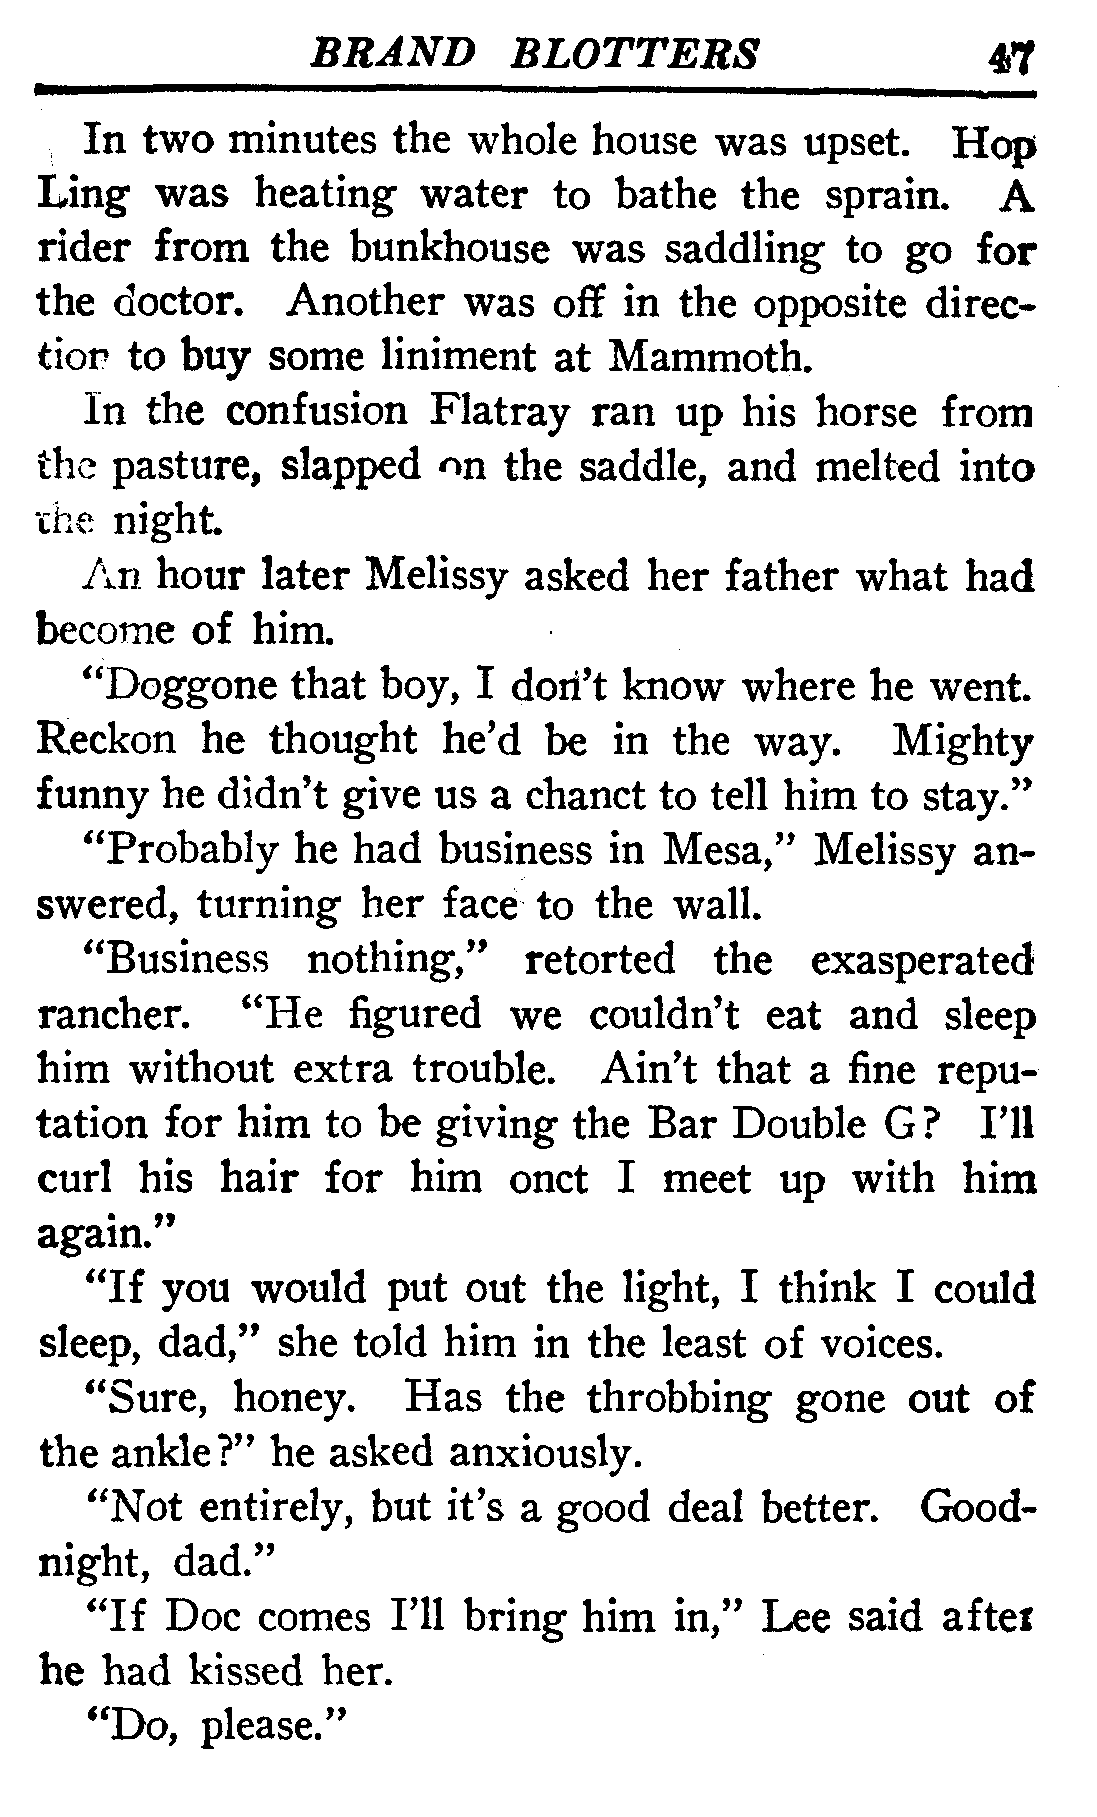 BRAND BLOTTERS 47
In two minutes the whole house was upset. Hop
Ling was heating water to bathe the sprain. A
rider from the bunkhouse was saddling to go for
the doctor. Another was off in the opposite direc-
tion to buy some liniment at Mammoth.
In the confusion Flatray ran up his horse from
the pasture, slapped on the saddle, and melted into
the night.
An hour later Melissy asked her father what had
become of him.
“Doggone that boy, I don’t know where he went.
Reckon he thought he’d be in the way. Mighty
funny he didn’t give us a chanct to tell him to stay.”
“Probably he had business in Mesa,” Melissy an-
swered, turning her face to the wall.
“Business nothing,” retorted the exasperated
rancher. “He figured we couldn’t eat and sleep
him without extra trouble. Ain’t that a fine repu-
tation for him to be giving the Bar Double G? I’ll
curl his hair for him onct I meet up with him
again.”
“If you would put out the light, I think I could
sleep, dad,” she told him in the least of voices.
“Sure, honey. Has the throbbing gone out of
the ankle?” he asked anxiously.
“Not entirely, but it’s a good deal better. Good-
night, dad.”
“If Doc comes I’ll bring him in,” Lee said after
he had kissed her.
“Do, please.”